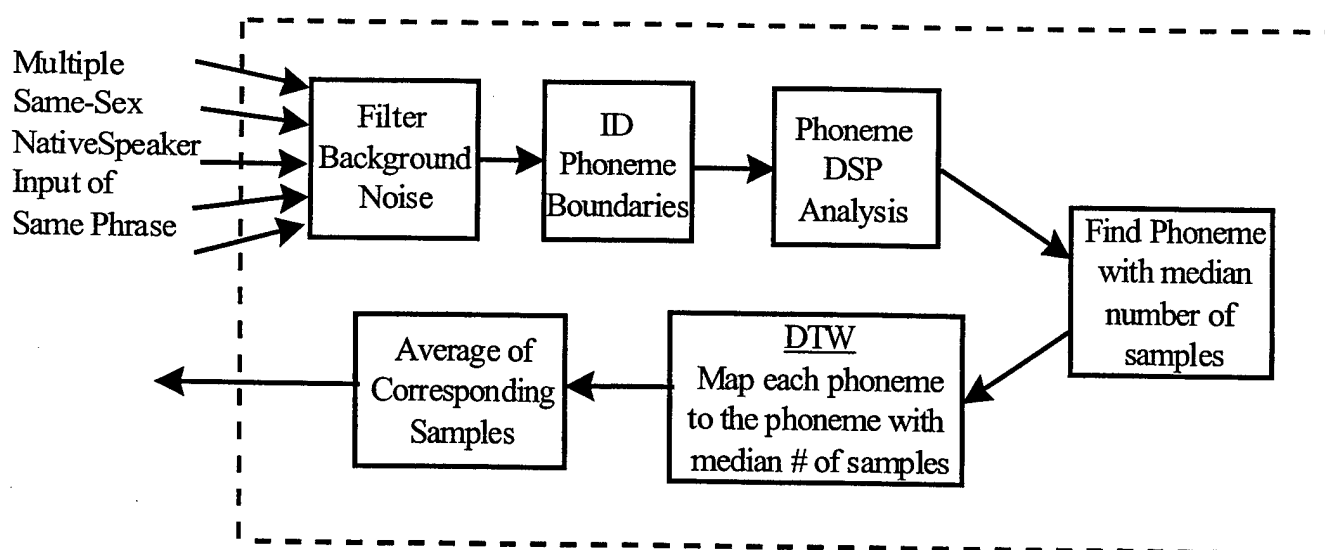 Multiple
Same-Sex
NativeSpeaker
Input of
Same Phrase
Filter
Background
Noise
ID
Phoneme
Boundaries
Phoneme
DSP
Analysis
Find Phoneme
with median
number of
samples
DTW
Map each phoneme
to the phoneme with
median # of samples
Average of
Corresponding
Samples